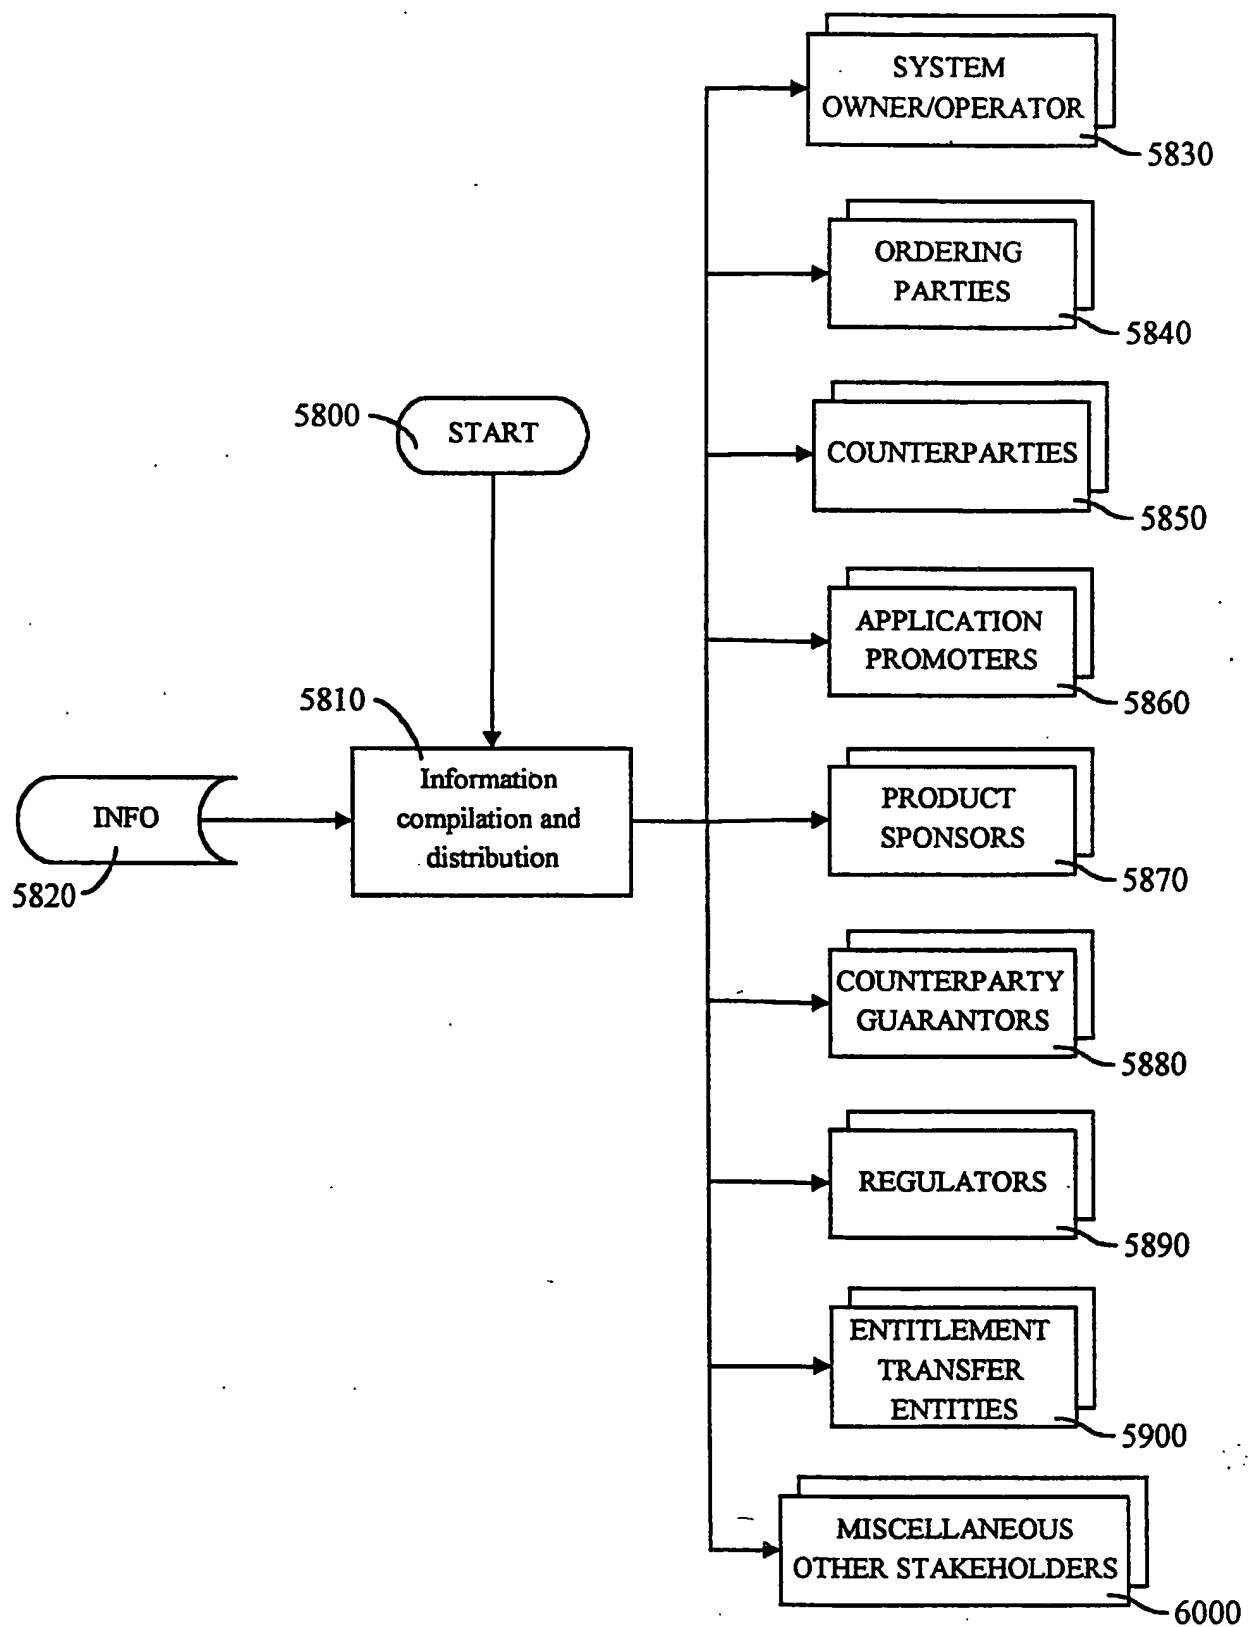 SYSTEM
OWNER/OPERATOR
5830
ORDERING
PARTIES
5840
5800
START
COUNTERPARTIES
5850
APPLICATION
PROMOTERS
5860
5810
Information
compilation and
distribution
INFO
5820
PRODUCT
SPONSORS
5870
COUNTERPARTY
GUARANTORS
5880
REGULATORS
5890
ENTITLEMENT
TRANSFER
ENTITIES
5900
MISCELLANEOUS
OTHER STAKEHOLDERS
6000